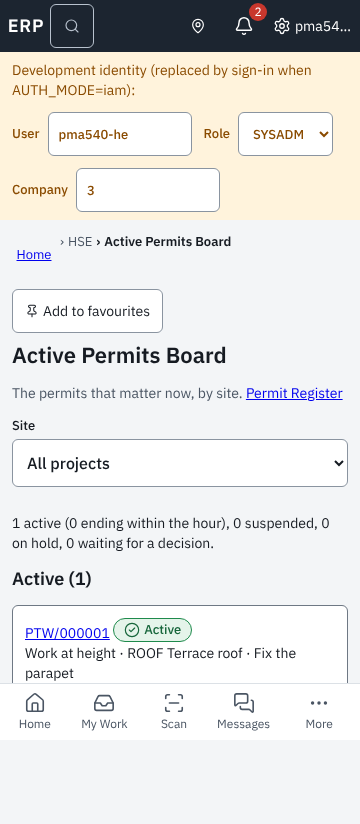 ERP
2
pma54...
Development identity (replaced by sign-in when
AUTH_MODE=iam):
User pma540-he Role SYSADM
Company 3
Home › HSE › Active Permits Board
Add to favourites
Active Permits Board
The permits that matter now, by site. Permit Register
Site
All projects
1 active (0 ending within the hour), 0 suspended, 0
on hold, 0 waiting for a decision.
Active (1)
PTW/000001 Active
Work at height · ROOF Terrace roof · Fix the
parapet
Home My Work Scan Messages More